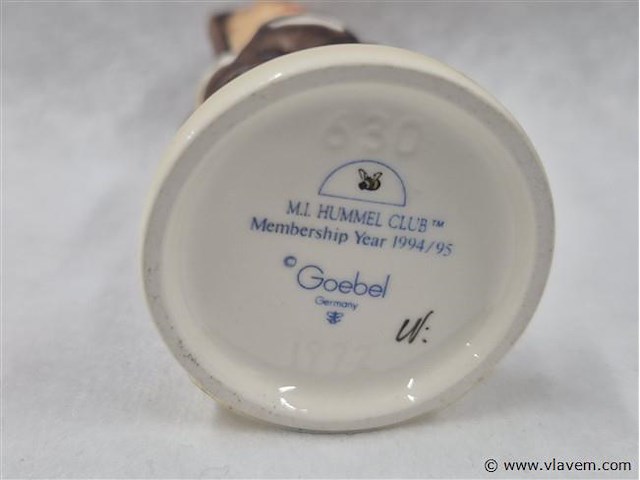 630
M.I. HUMMEL CLUB™
Membership Year 1994/95
© Goebel
Germany
© www.vlavem.com